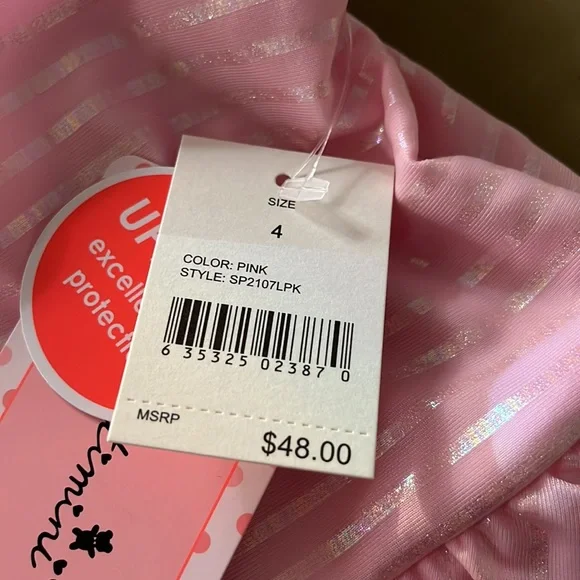 SIZE
4
COLOR: PINK
STYLE: SP2107LPK
6 35325 02387 0
MSRP
$48.00